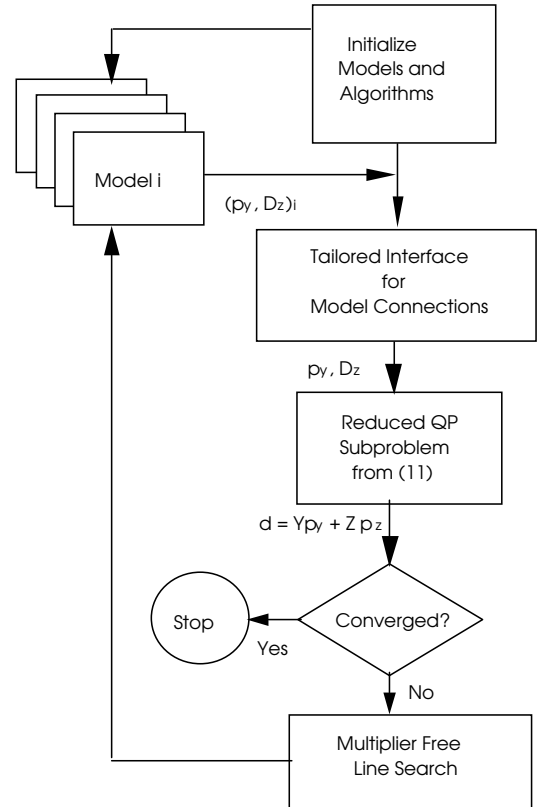 Initialize
Models and
Algorithms
Model i
(py , Dz)i
Tailored Interface
for
Model Connections
py , Dz
Reduced QP
Subproblem
from (11)
d = Ypy + Z pz
Converged?
Stop
Yes
No
Multiplier Free
Line Search